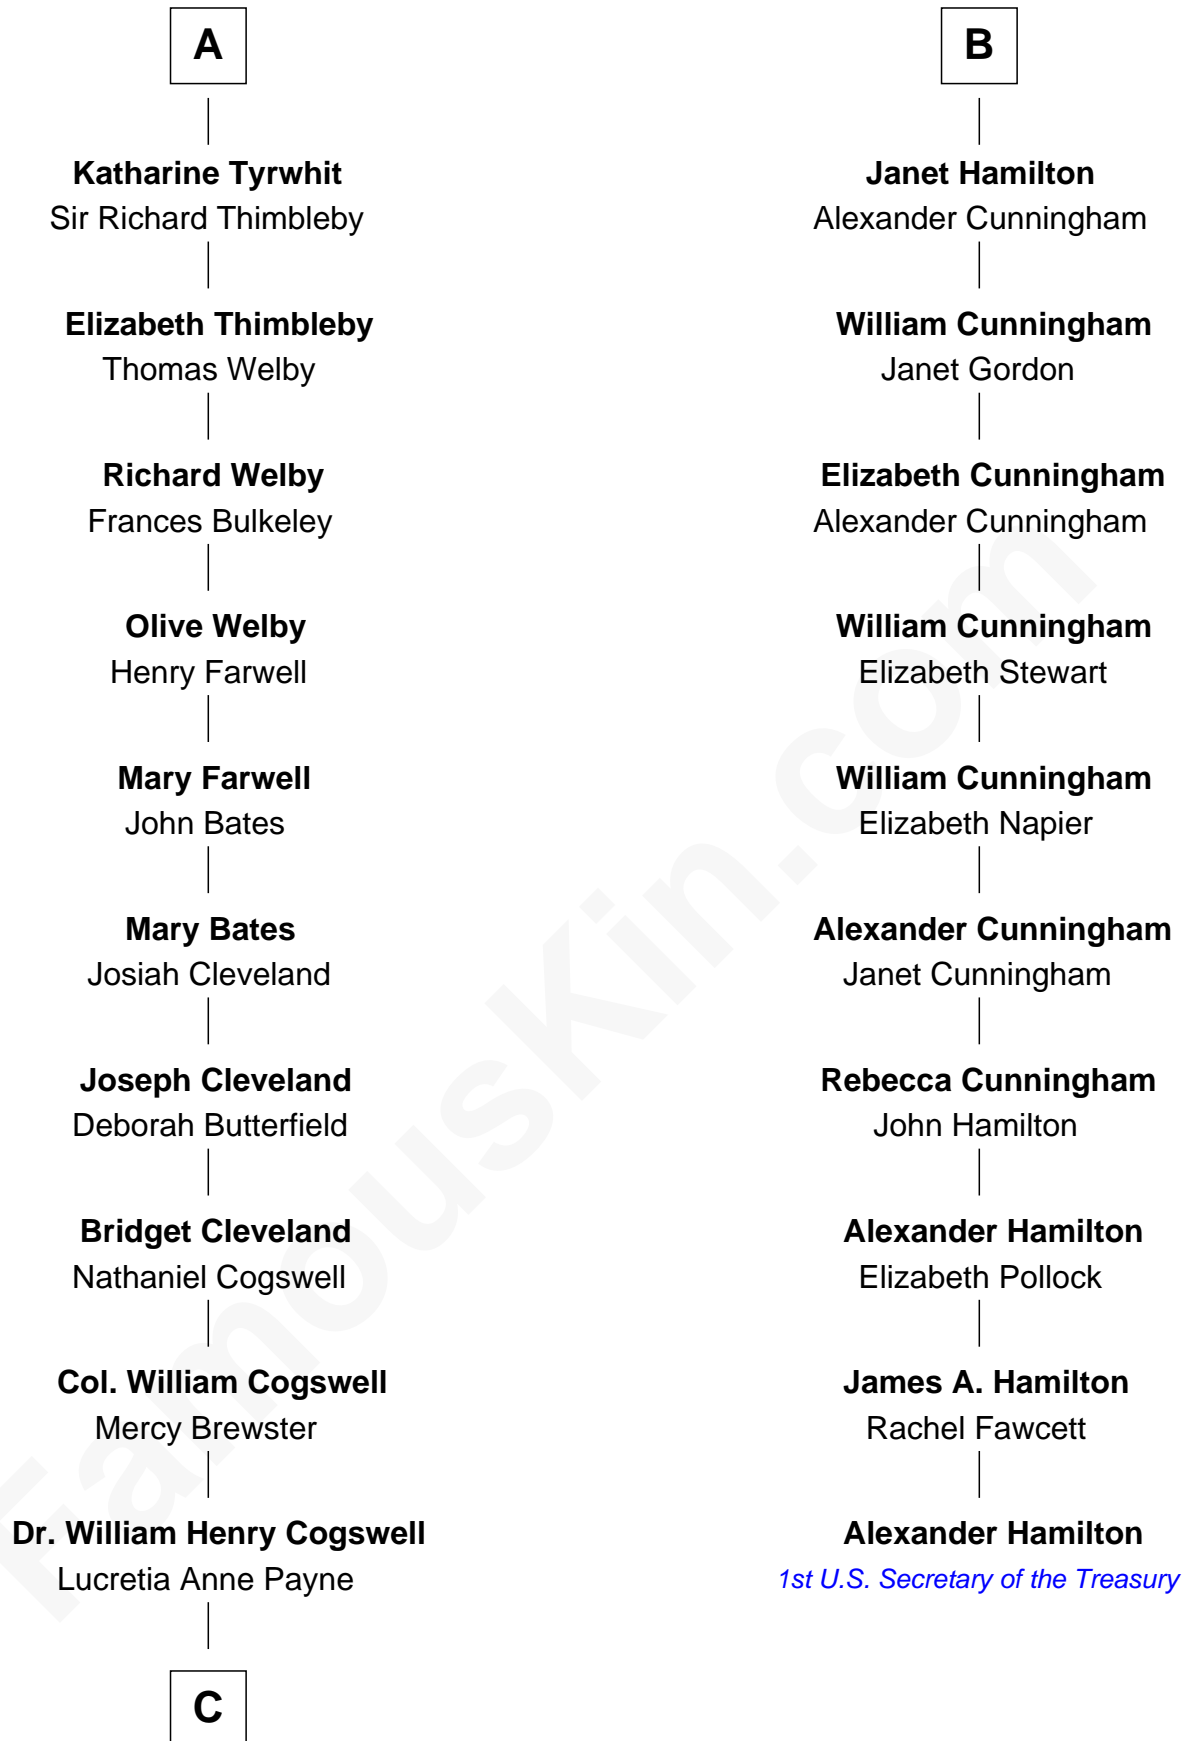 A
Katharine Tyrwhit
Sir Richard Thimbleby
Elizabeth Thimbleby
Thomas Welby
Richard Welby
Frances Bulkeley
Olive Welby
Henry Farwell
Mary Farwell
John Bates
Mary Bates
Josiah Cleveland
Joseph Cleveland
Deborah Butterfield
Bridget Cleveland
Nathaniel Cogswell
Col. William Cogswell
Mercy Brewster
Dr. William Henry Cogswell
Lucretia Anne Payne
C
B
Janet Hamilton
Alexander Cunningham
William Cunningham
Janet Gordon
Elizabeth Cunningham
Alexander Cunningham
William Cunningham
Elizabeth Stewart
William Cunningham
Elizabeth Napier
Alexander Cunningham
Janet Cunningham
Rebecca Cunningham
John Hamilton
Alexander Hamilton
Elizabeth Pollock
James A. Hamilton
Rachel Fawcett
Alexander Hamilton
1st U.S. Secretary of the Treasury
FamousKin.com